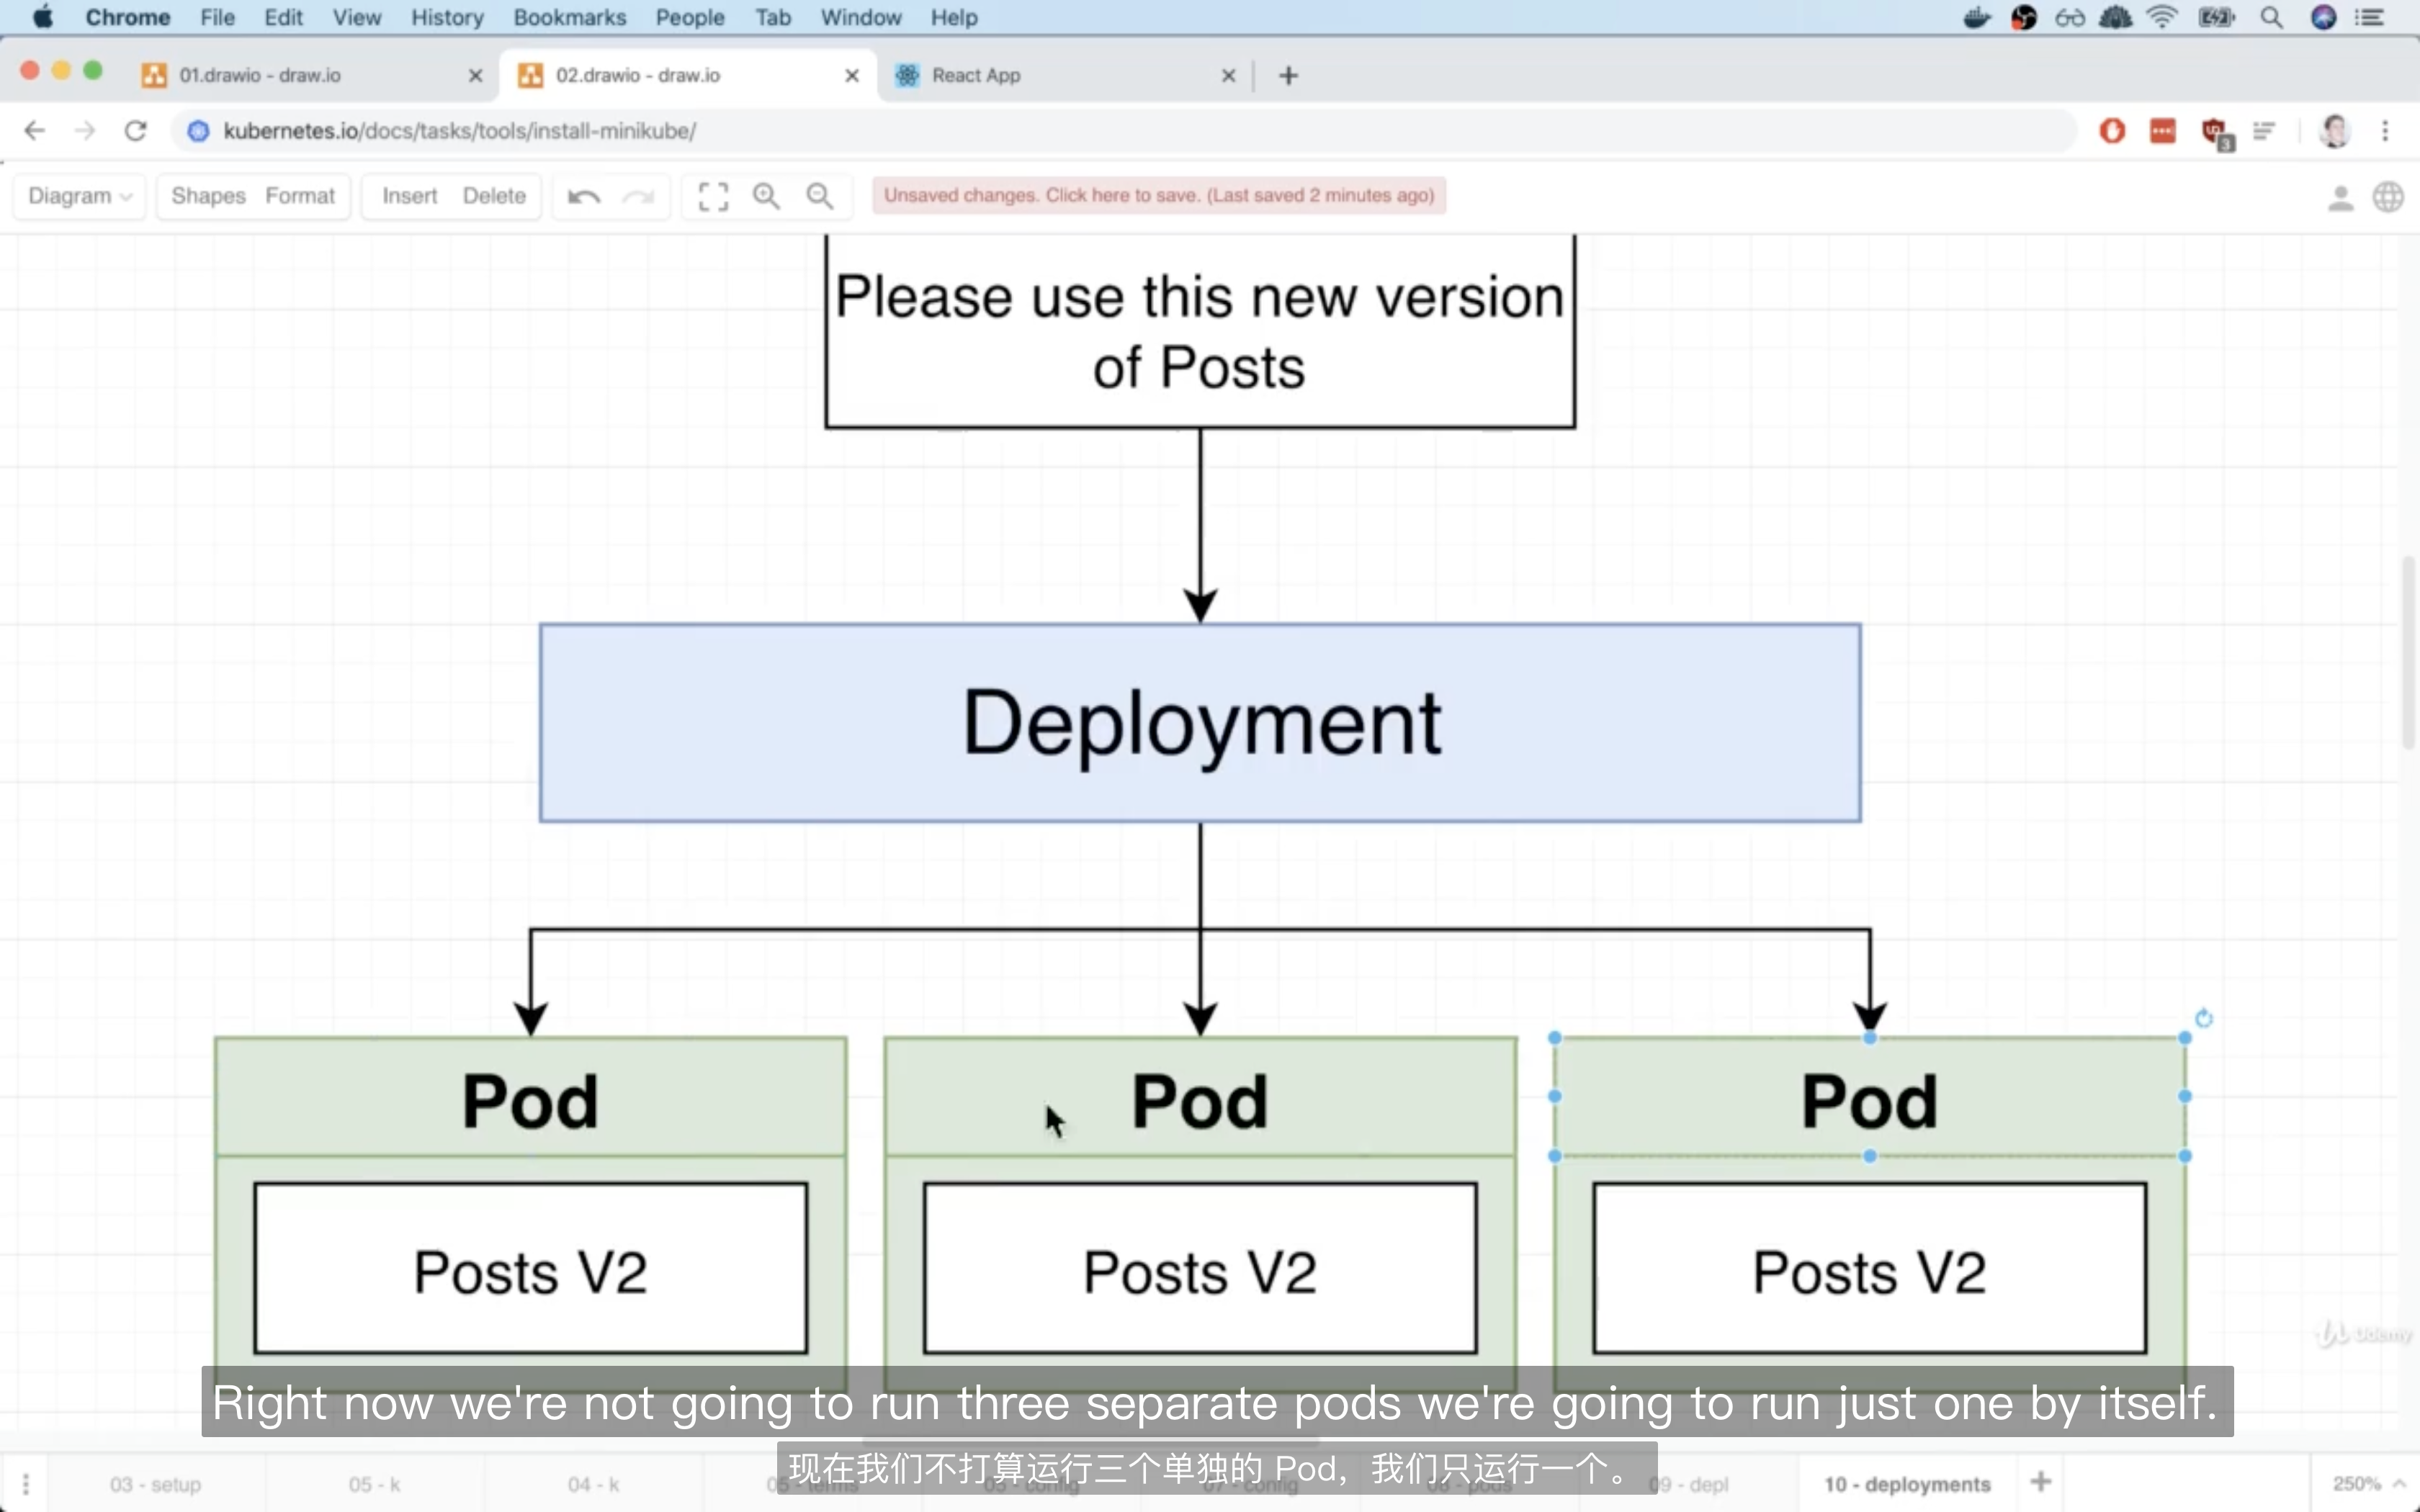 Chrome File Edit View History Bookmarks People Tab Window Help
01.drawio - draw.io
02.drawio - draw.io
React App
kubernetes.io/docs/tasks/tools/install-minikube/
3
Diagram
Shapes Format
Insert Delete
Unsaved changes. Click here to save. (Last saved 2 minutes ago)
Please use this new version
of Posts
Deployment
Pod
Posts V2
Pod
Posts V2
Pod
Posts V2
Udemy
Right now we're not going to run three separate pods we're going to run just one by itself.
现在我们不打算运行三个单独的 Pod，我们只运行一个。
03 - setup
05 - k
04 - k
09 - depl
10 - deployments
250%